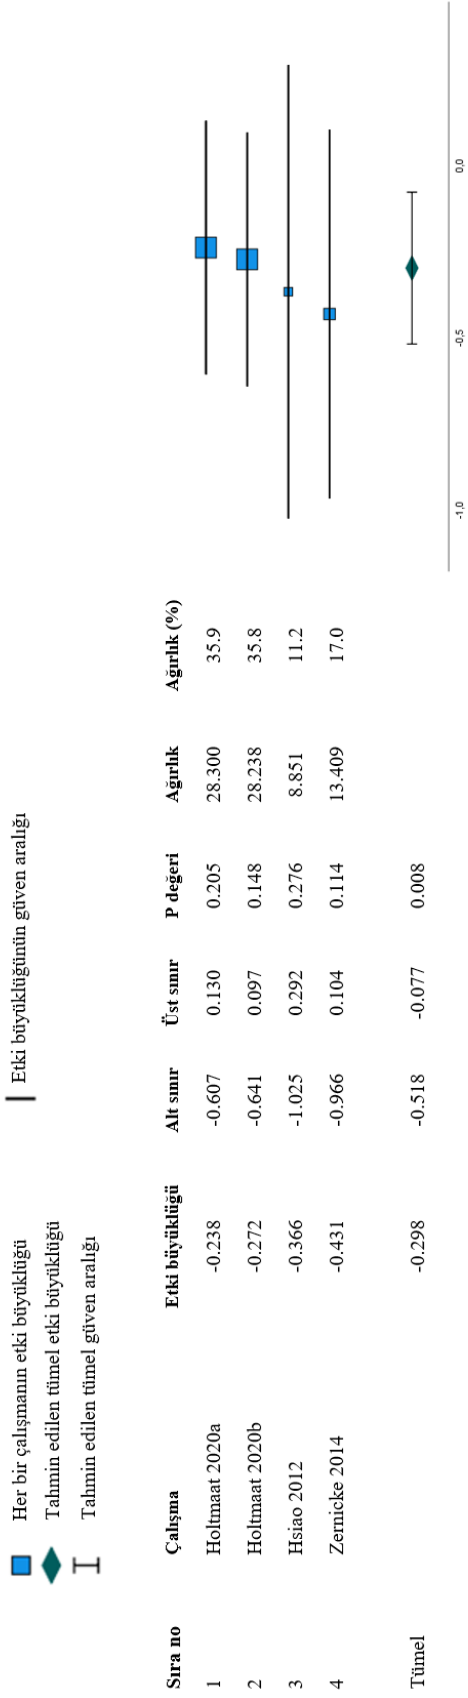 Her bir çalışmanın etki büyüklüğü
Etki büyüklüğünün güven aralığı
Tahmin edilen tümel etki büyüklüğü
Tahmin edilen tümel güven aralığı
Sıra no Çalışma Etki büyüklüğü Alt sınır Üst sınır P değeri Ağırlık Ağırlık (%)
1 Holtmaat 2020a -0.238 -0.607 0.130 0.205 28.300 35.9
2 Holtmaat 2020b -0.272 -0.641 0.097 0.148 28.238 35.8
3 Hsiao 2012 -0.366 -1.025 0.292 0.276 8.851 11.2
4 Zernicke 2014 -0.431 -0.966 0.104 0.114 13.409 17.0
Tümel -0.298 -0.518 -0.077 0.008
-1,0 -0,5 0,0